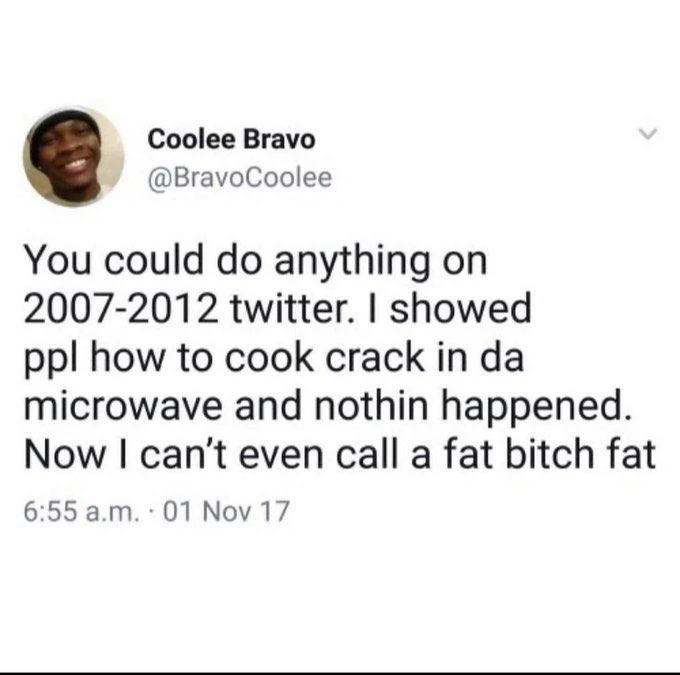 Coolee Bravo
@BravoCoolee
You could do anything on
2007-2012 twitter. I showed
ppl how to cook crack in da
microwave and nothin happened.
Now I can't even call a fat bitch fat
6:55 a.m. · 01 Nov 17